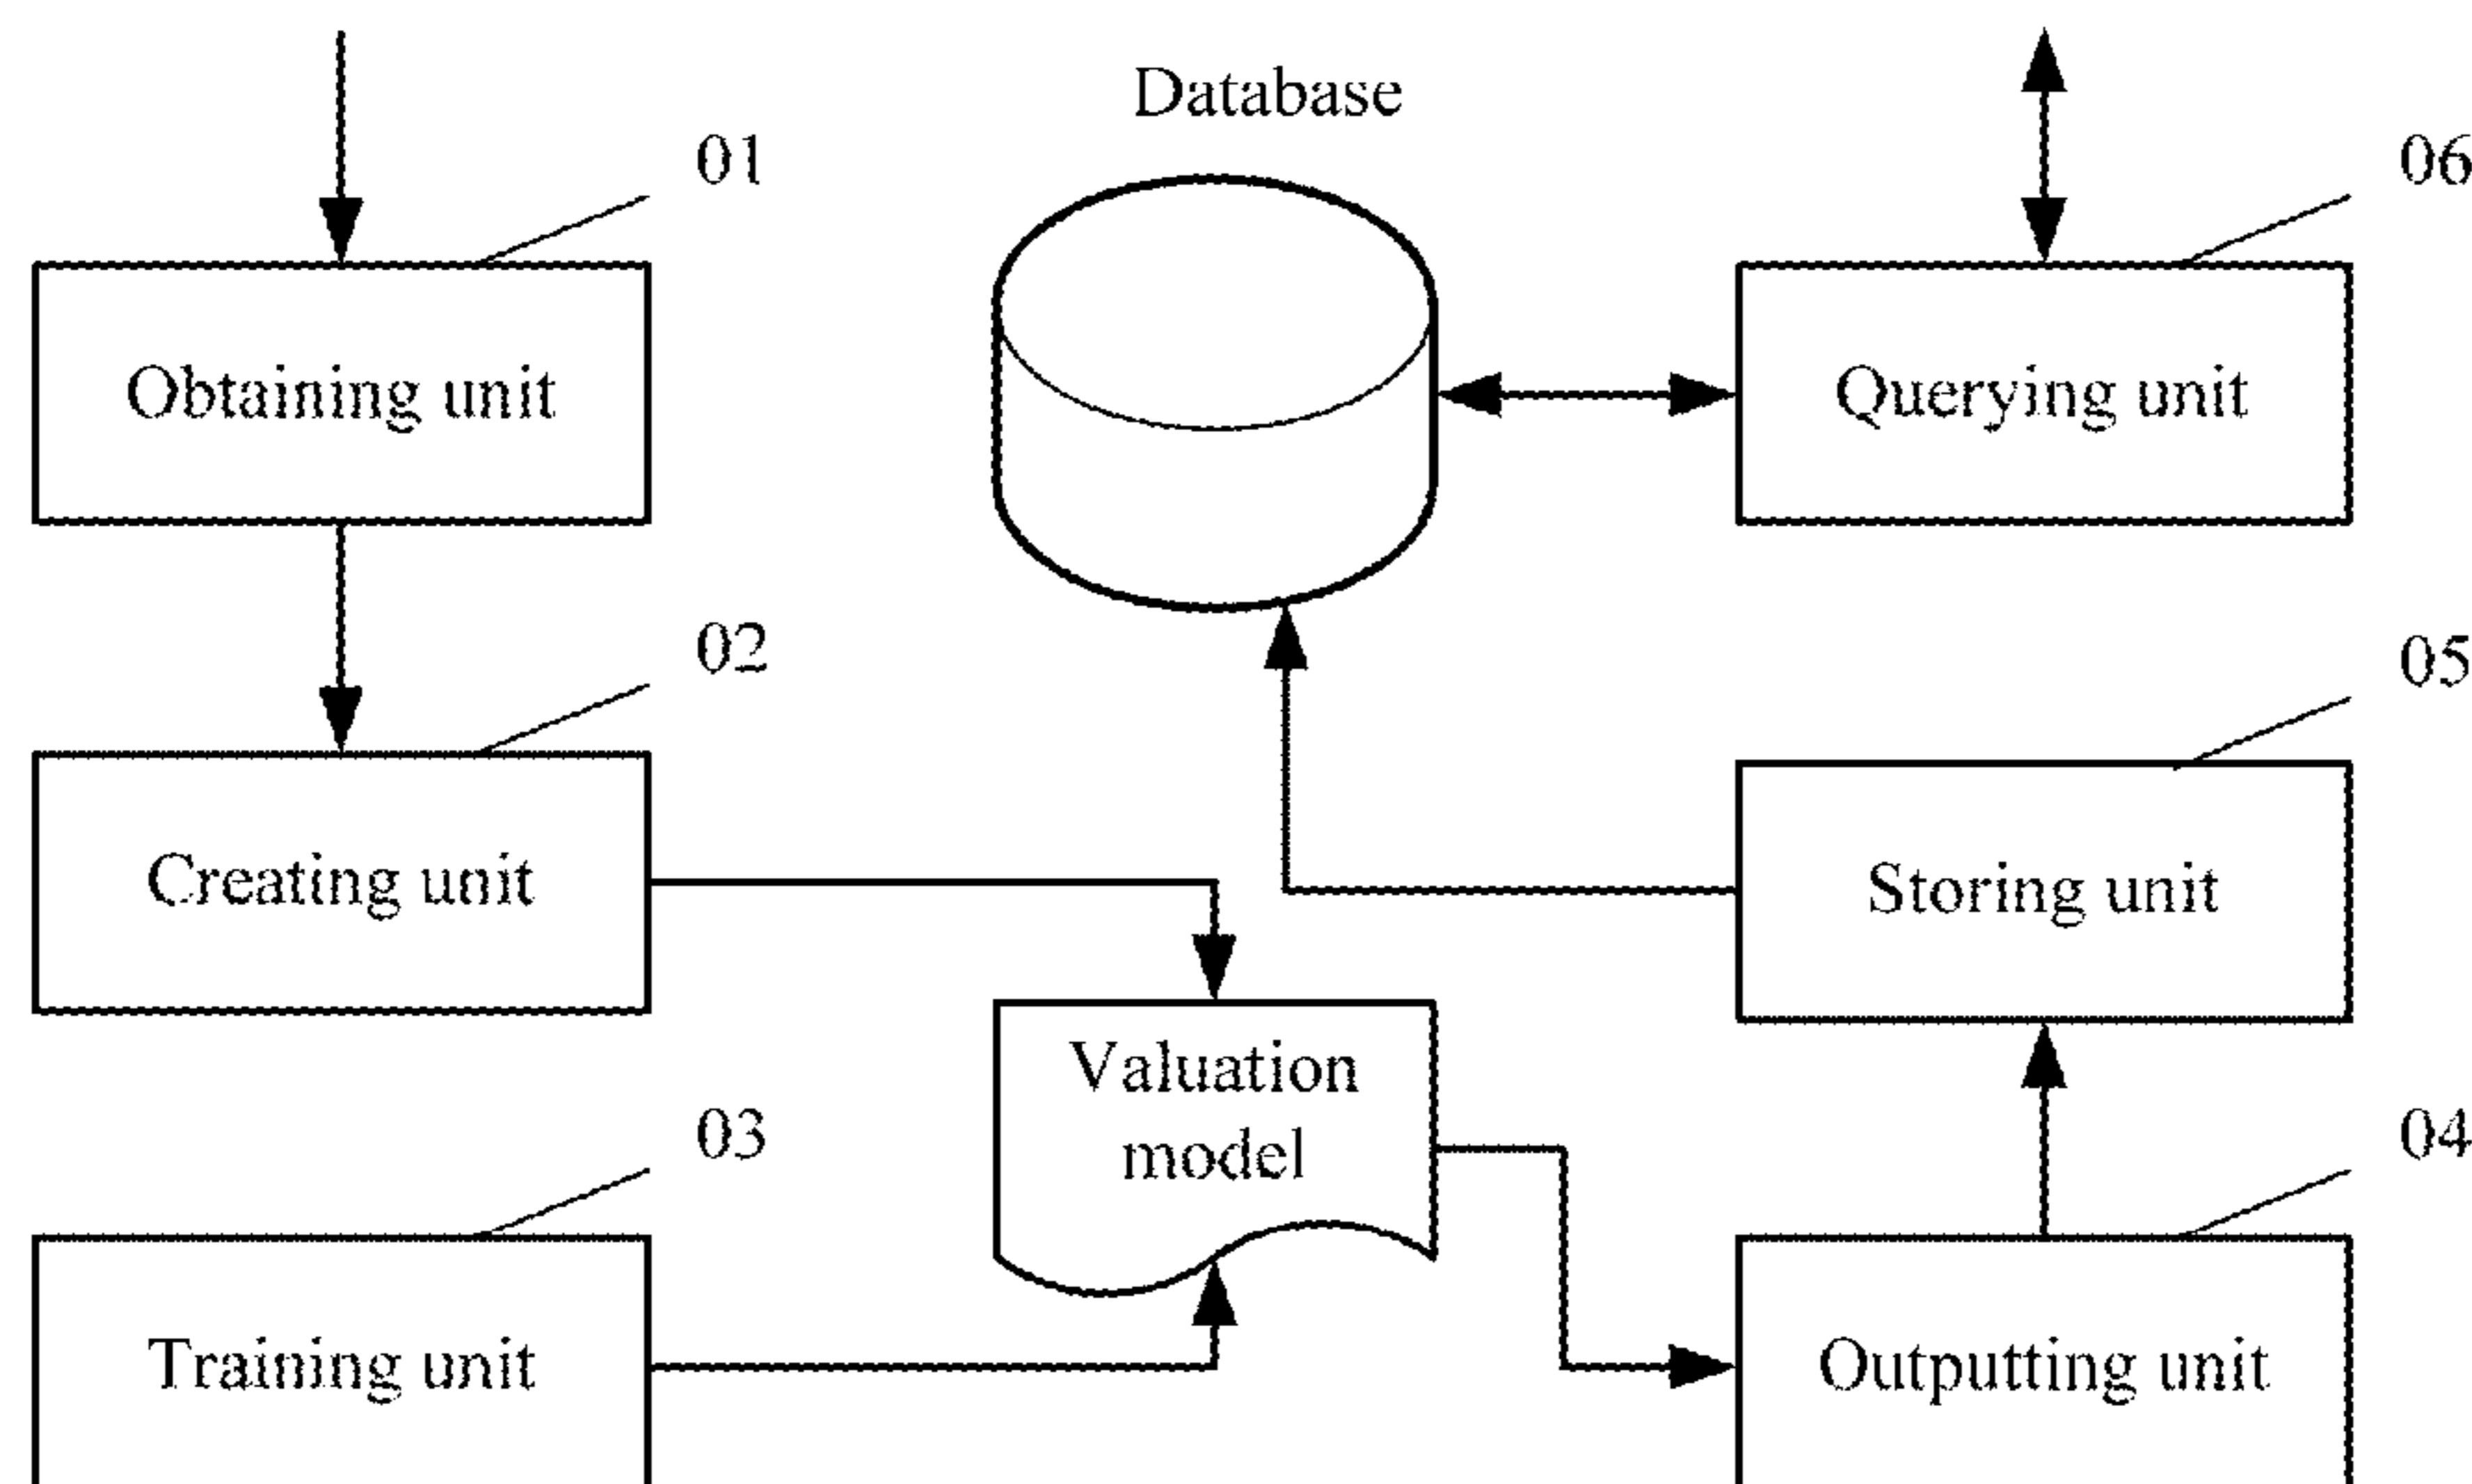 Database
01
06
Obtaining unit
Querying unit
02
05
Creating unit
Storing unit
Valuation
model
03
04
Training unit
Outputting unit